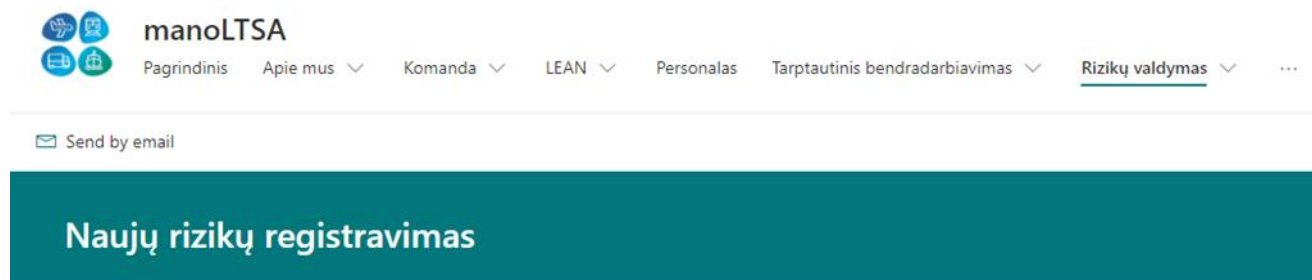 manoLTSA
Pagrindinis Apie mus Komanda LEAN Personalas Tarptautinis bendradarbiavimas Rizikų valdymas ...
Send by email
Naujų rizikų registravimas